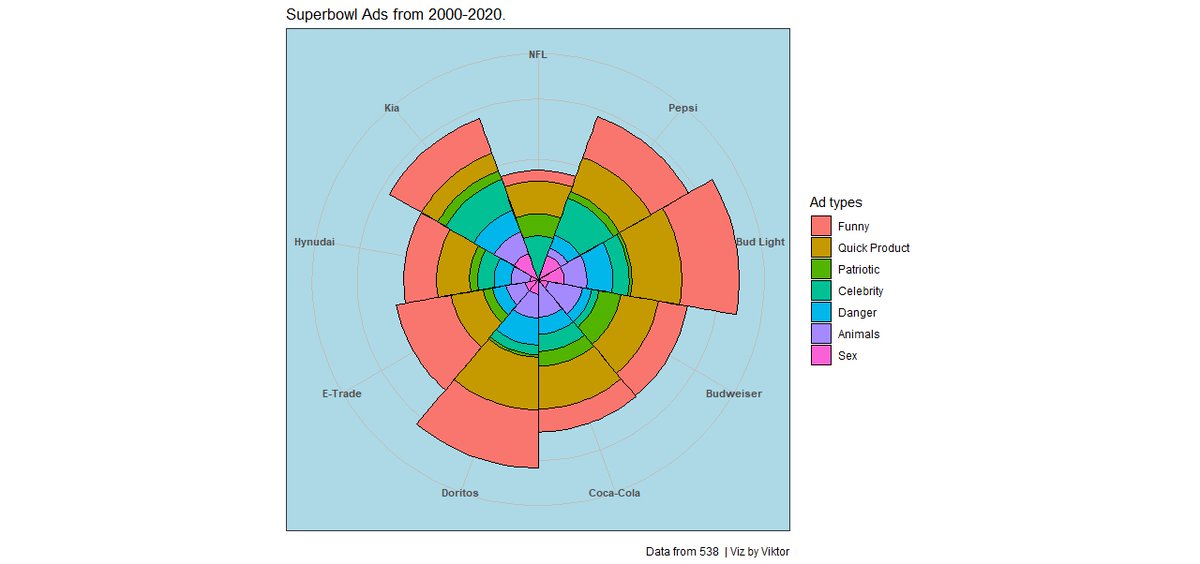 Superbowl Ads from 2000-2020.
NFL
Kia
Pepsi
Hynudai
Bud Light
E-Trade
Budweiser
Doritos
Coca-Cola
Ad types
Funny
Quick Product
Patriotic
Celebrity
Danger
Animals
Sex
Data from 538 | Viz by Viktor